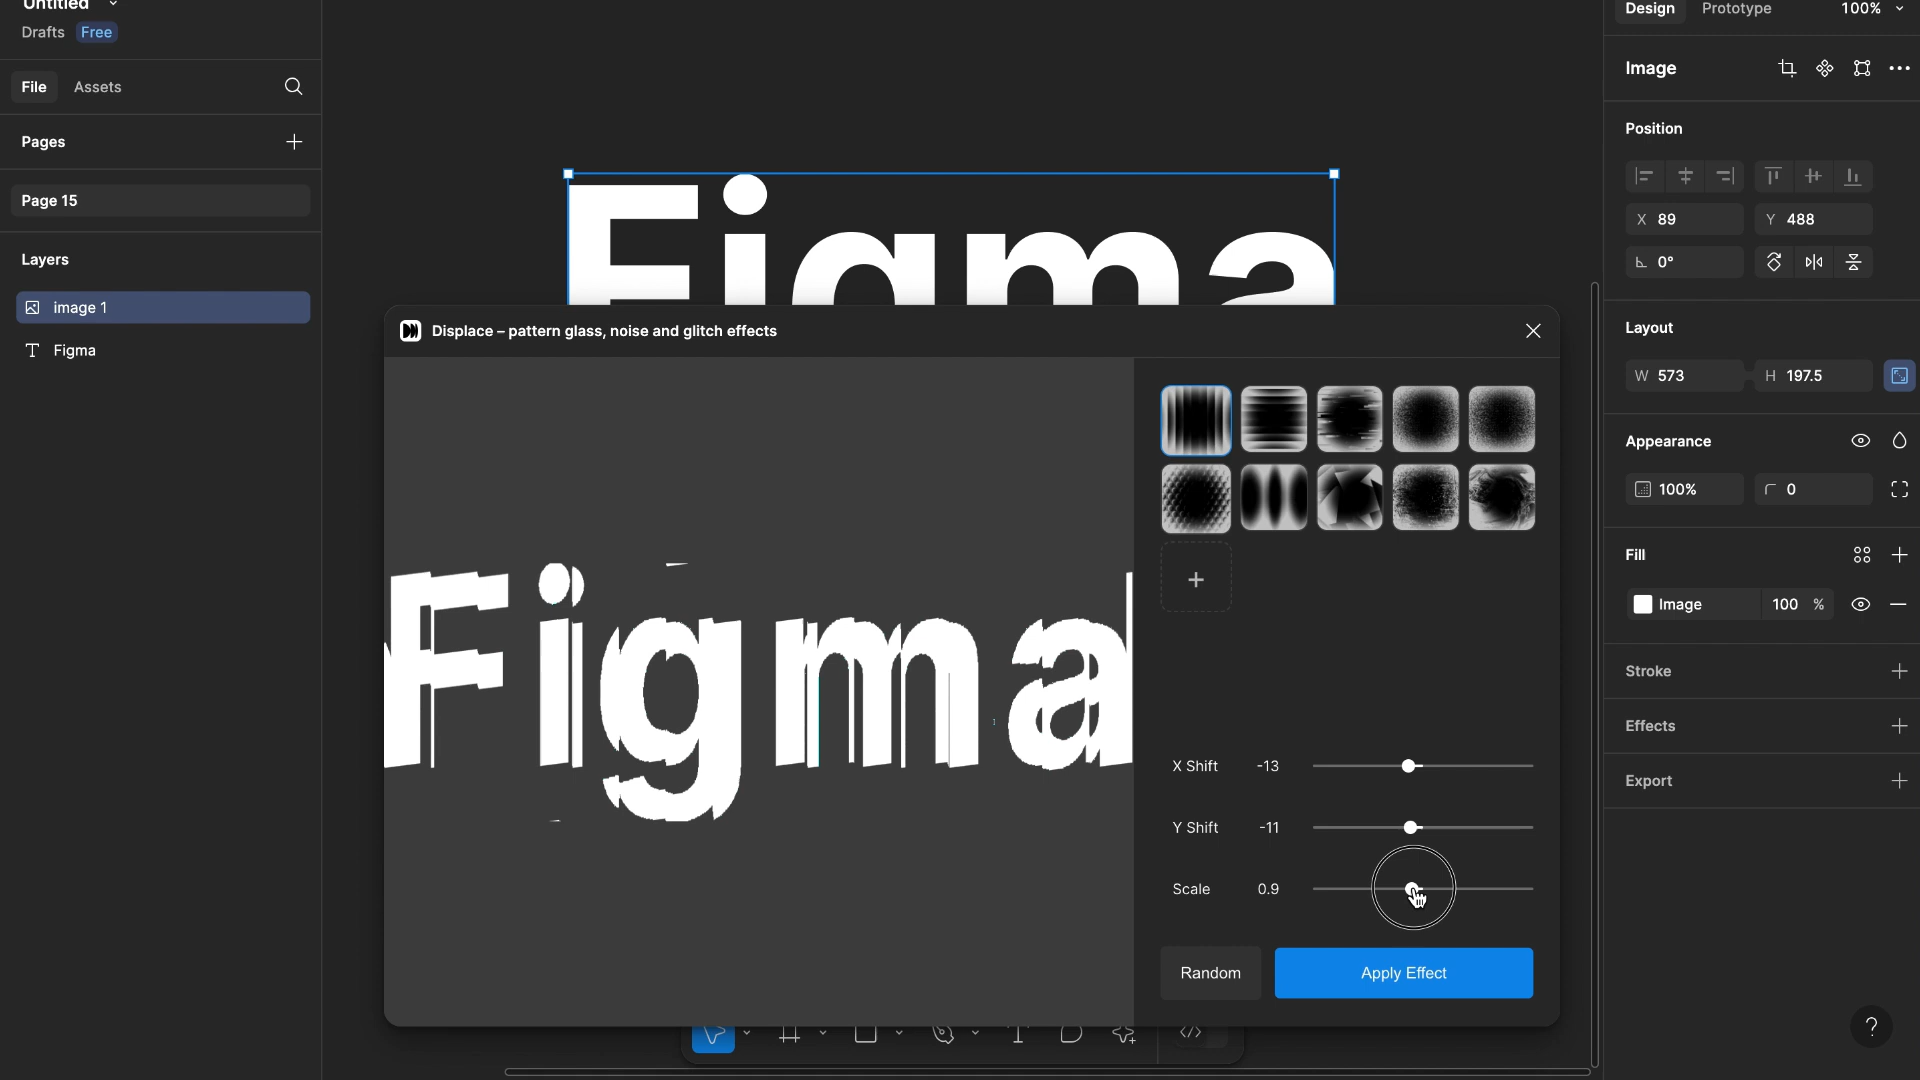 Untitled
Drafts Free
File Assets
Pages
Page 15
Layers
image 1
Figma
Figma
Displace – pattern glass, noise and glitch effects
Figma
X Shift -13
Y Shift -11
Scale 0.9
Random
Apply Effect
Design Prototype 100%
Image
Position
X 89 Y 488
0°
Layout
W 573 H 197.5
Appearance
100% 0
Fill
Image 100 %
Stroke
Effects
Export
?